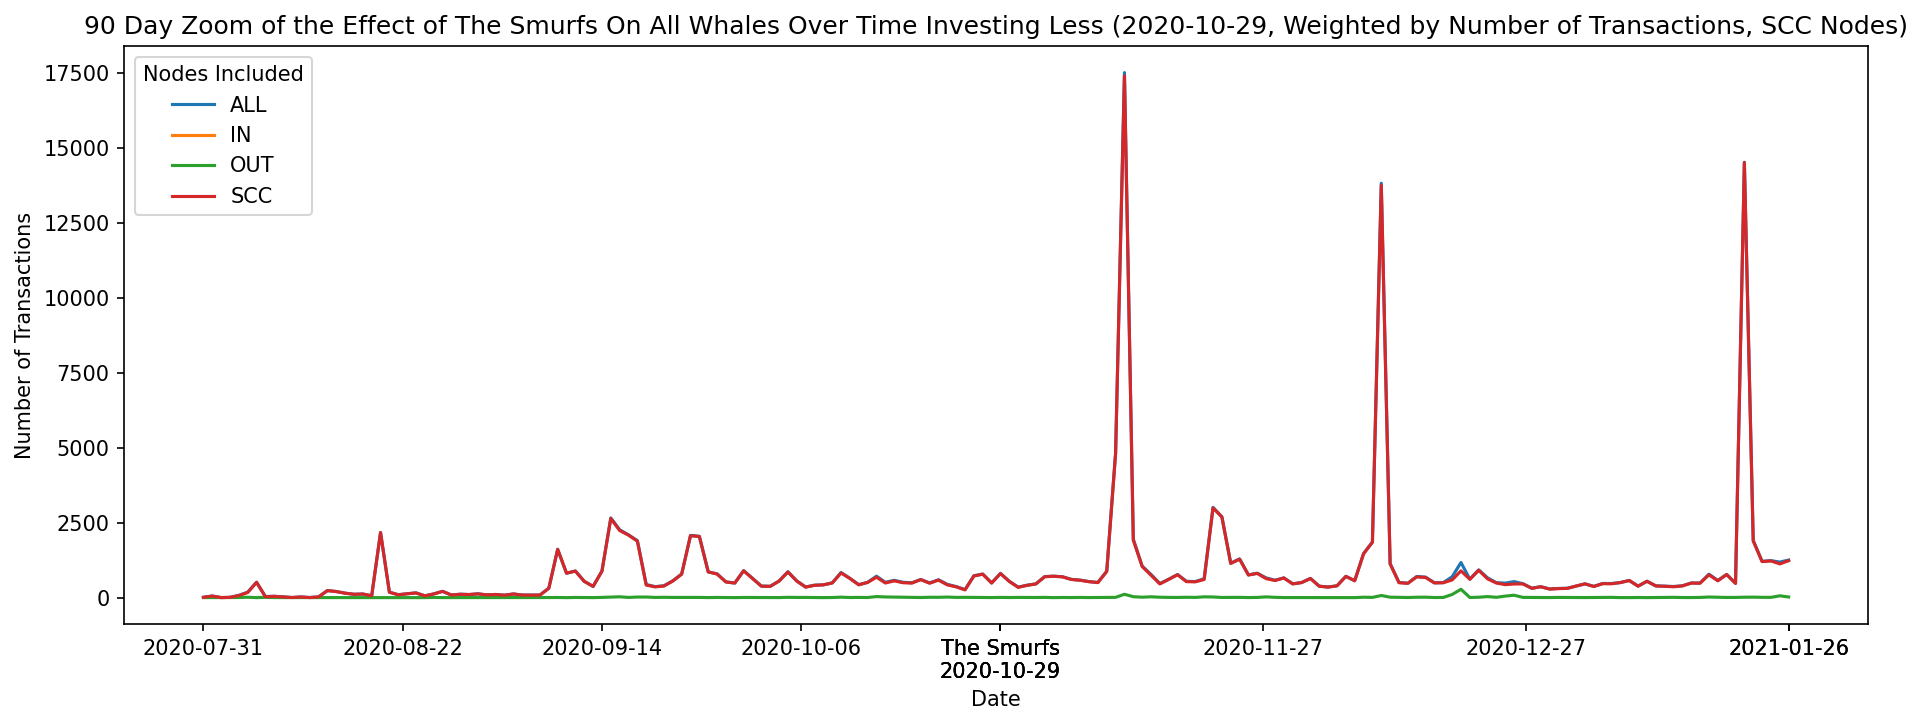 90 Day Zoom of the Effect of The Smurfs On All Whales Over Time Investing Less (2020-10-29, Weighted by Number of Transactions, SCC Nodes)
Nodes Included
ALL
IN
OUT
SCC
Number of Transactions
17500
15000
12500
10000
7500
5000
2500
0
2020-07-31
2020-08-22
2020-09-14
2020-10-06
The Smurfs
2020-10-29
2020-11-27
2020-12-27
2021-01-26
Date